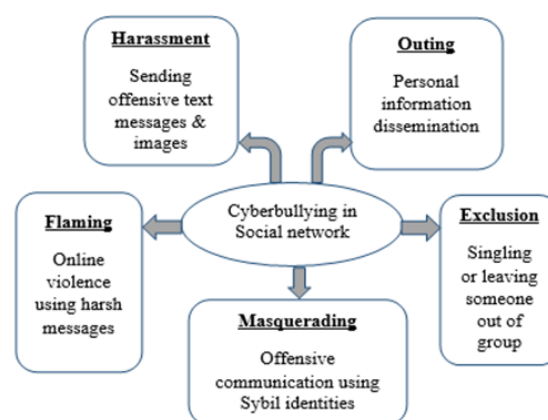 Harassment
Sending
offensive text
messages &
images
Outing
Personal
information
dissemination
Cyberbullying in
Social network
Flaming
Online
violence
using harsh
messages
Exclusion
Singling
or leaving
someone
out of
group
Masquerading
Offensive
communication using
Sybil identities